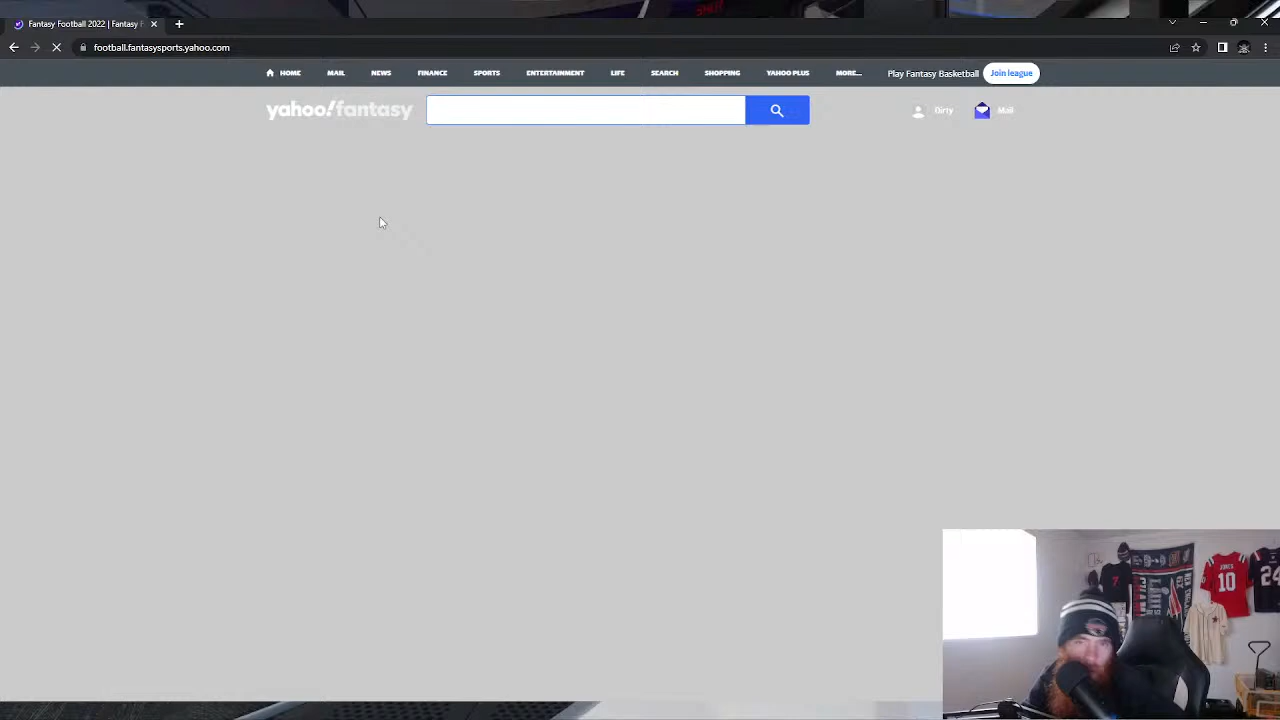 Fantasy Football 2022 | Fantasy F
football.fantasysports.yahoo.com
HOME MAIL NEWS FINANCE SPORTS ENTERTAINMENT LIFE SEARCH SHOPPING YAHOO PLUS MORE... Play Fantasy Basketball Join league
yahoo!fantasy Dirty Mail
JONES
10
24
7